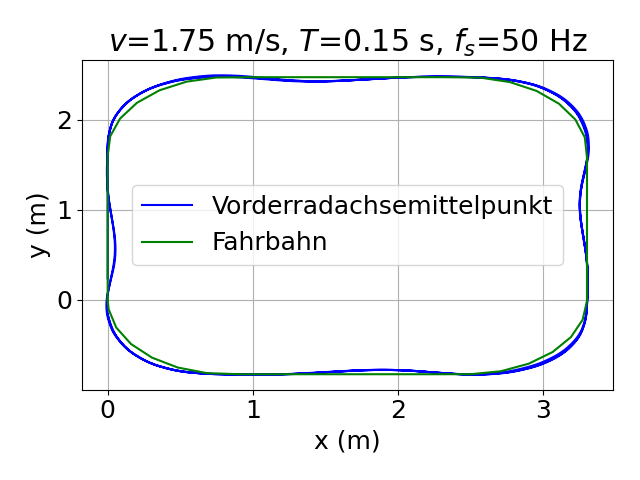 v=1.75 m/s, T=0.15 s, fₛ=50 Hz
2
1
0
y (m)
Vorderradachsemittelpunkt
Fahrbahn
0 1 2 3
x (m)